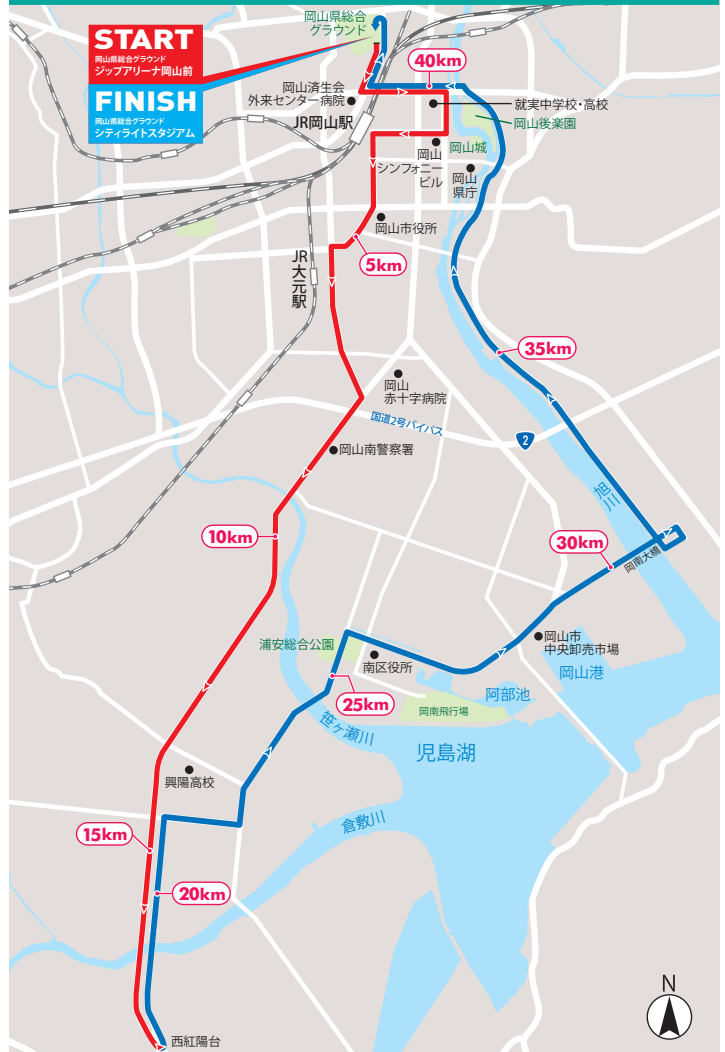 START
岡山県総合グラウンド
ジップアリーナ岡山前
FINISH
岡山県総合グラウンド
シティライトスタジアム
岡山県総合
グラウンド
40km
岡山済生会
外来センター病院
JR岡山駅
就実中学校・高校
岡山後楽園
岡山
シンフォニー
ビル
岡山城
岡山
県庁
岡山市役所
5km
JR大元駅
35km
岡山
赤十字病院
国道2号バイパス
2
岡山南警察署
旭川
10km
30km
岡南大橋
浦安総合公園
南区役所
岡山市
中央卸売市場
岡山港
25km
阿部池
岡南飛行場
笹ヶ瀬川
児島湖
興陽高校
倉敷川
15km
20km
西紅陽台
N